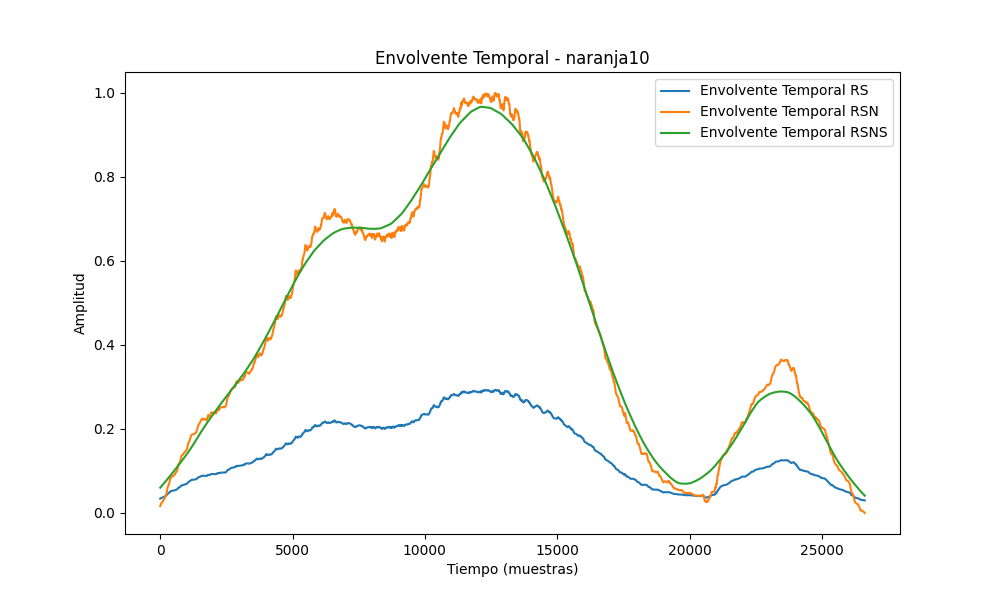 Envolvente Temporal - naranja10
Envolvente Temporal RS
Envolvente Temporal RSN
Envolvente Temporal RSNS
Amplitud
1.0
0.8
0.6
0.4
0.2
0.0
0
5000
10000
15000
20000
25000
Tiempo (muestras)